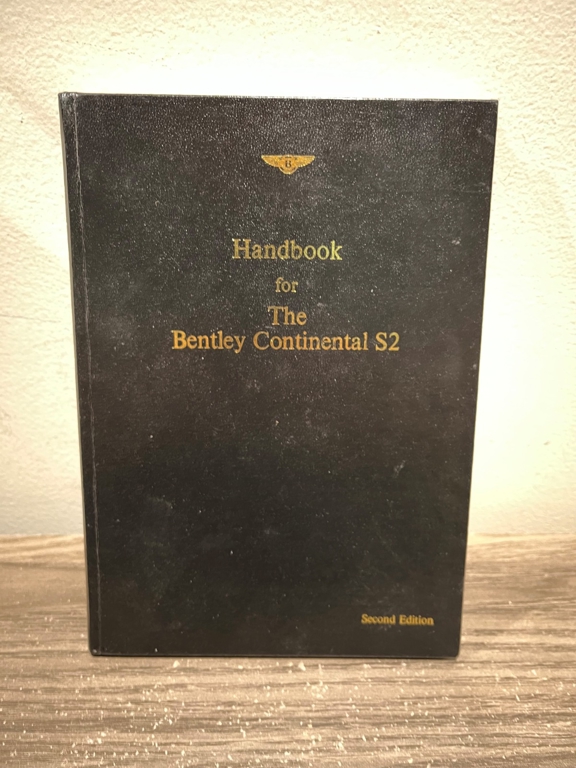 B
Handbook
for
The
Bentley Continental S2
Second Edition